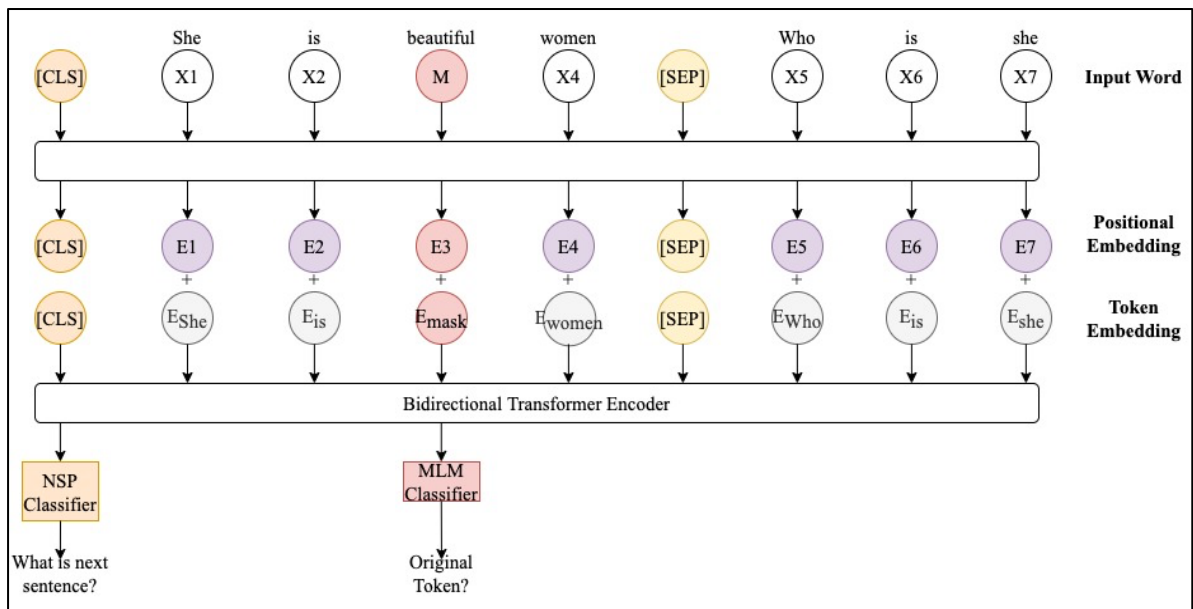 She is beautiful women Who is she
[CLS] X1 X2 M X4 [SEP] X5 X6 X7 Input Word
[CLS] E1 E2 E3 E4 [SEP] E5 E6 E7 Positional Embedding
+ + + + + + +
[CLS] EShe Eis Emask Ewomen [SEP] EWho Eis Eshe Token Embedding
Bidirectional Transformer Encoder
NSP Classifier
MLM Classifier
What is next sentence?
Original Token?